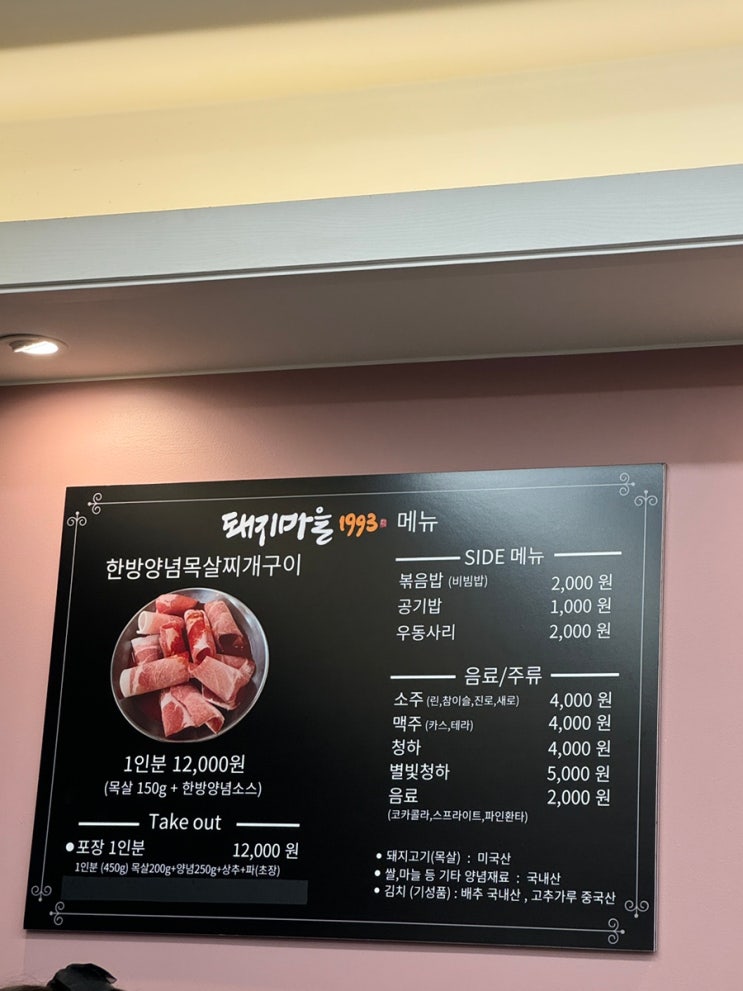 돼지마을 1993 메뉴
한방양념목살찌개구이
1인분 12,000원
(목살 150g + 한방양념소스)
Take out
●포장 1인분 12,000 원
1인분 (450g) 목살200g+양념250g+상추+파(초장)
SIDE 메뉴
볶음밥 (비빔밥) 2,000 원
공기밥 1,000 원
우동사리 2,000 원
음료/주류
소주 (린,참이슬,진로,새로) 4,000 원
맥주 (카스,테라) 4,000 원
청하 4,000 원
별빛청하 5,000 원
음료 2,000 원
(코카콜라,스프라이트,파인환타)
• 돼지고기(목살) : 미국산
• 쌀,마늘 등 기타 양념재료 : 국내산
• 김치 (기성품) : 배추 국내산 , 고추가루 중국산